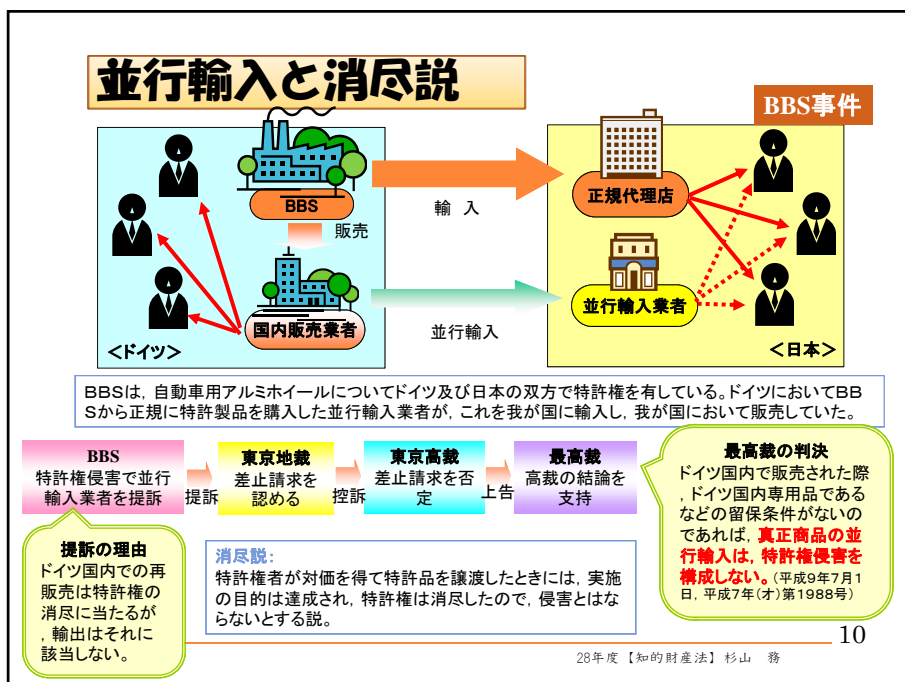 並行輸入と消尽説
BBS事件
BBS
販売
国内販売業者
<ドイツ>
輸 入
並行輸入
正規代理店
並行輸入業者
<日本>
BBSは,自動車用アルミホイールについてドイツ及び日本の双方で特許権を有している。ドイツにおいてBB
Sから正規に特許製品を購入した並行輸入業者が,これを我が国に輸入し,我が国において販売していた。
BBS
特許権侵害で並行
輸入業者を提訴
提訴
東京地裁
差止請求を
認める
控訴
東京高裁
差止請求を否
定
上告
最高裁
高裁の結論を
支持
最高裁の判決
ドイツ国内で販売された際
,ドイツ国内専用品である
などの留保条件がないの
であれば,真正商品の並
行輸入は,特許権侵害を
構成しない。(平成9年7月1
日,平成7年(オ)第1988号)
提訴の理由
ドイツ国内での再
販売は特許権の
消尽に当たるが
,輸出はそれに
該当しない。
消尽説:
特許権者が対価を得て特許品を譲渡したときには,実施
の目的は達成され,特許権は消尽したので,侵害とはな
らないとする説。
10
28年度【知的財産法】杉山 務